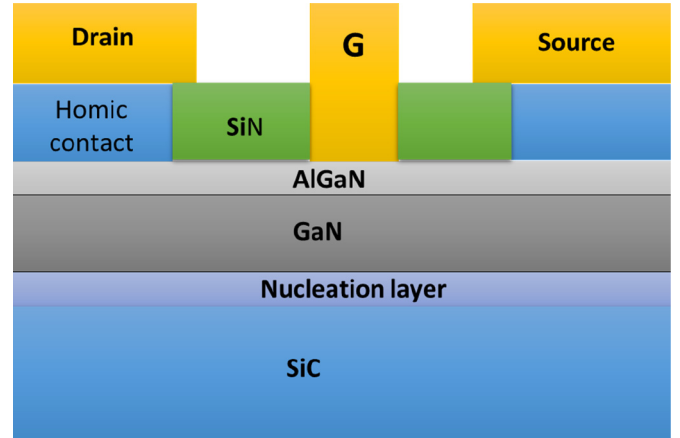 Drain
G
Source
Homic
contact
SiN
AlGaN
GaN
Nucleation layer
SiC